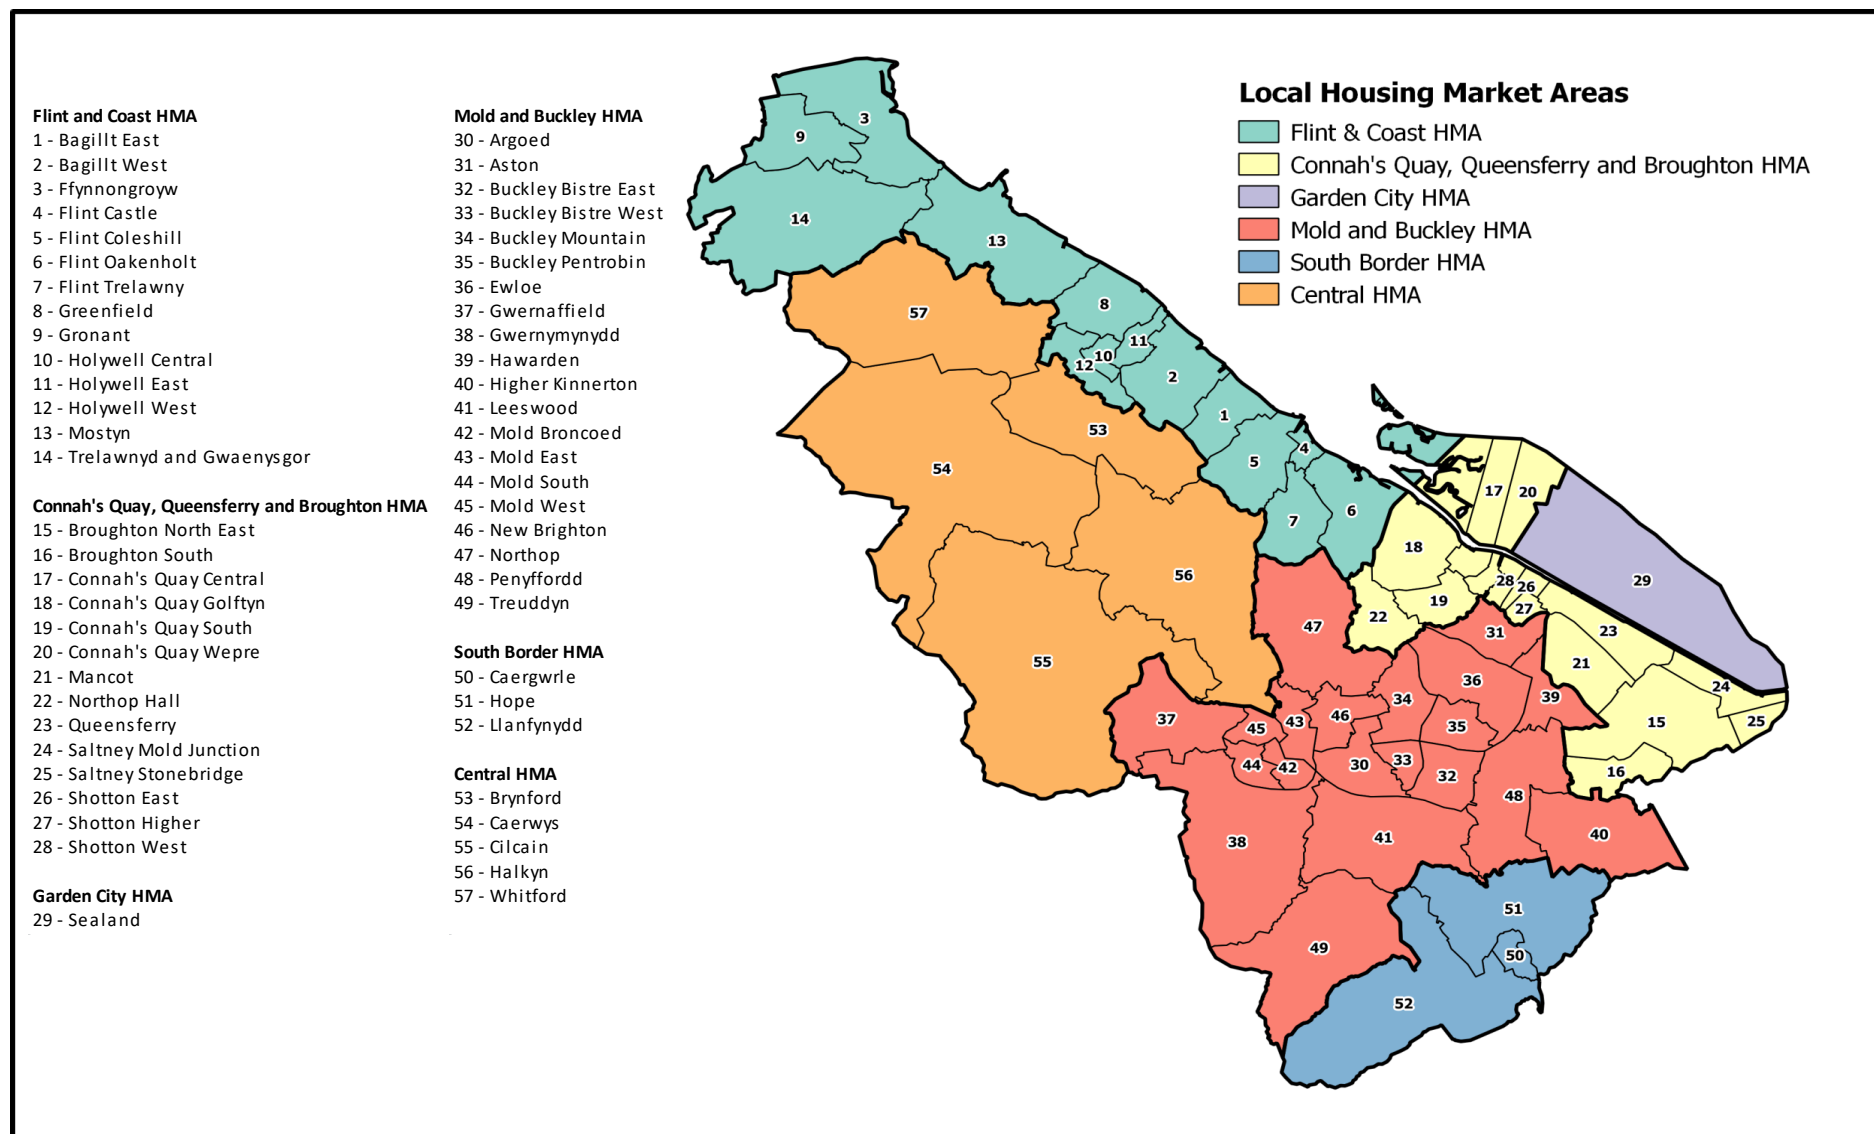 Flint and Coast HMA
1 - Bagillt East
2 - Bagillt West
3 - Ffynnongroyw
4 - Flint Castle
5 - Flint Coleshill
6 - Flint Oakenholt
7 - Flint Trelawny
8 - Greenfield
9 - Gronant
10 - Holywell Central
11 - Holywell East
12 - Holywell West
13 - Mostyn
14 - Trelawnyd and Gwaenysgor
Connah's Quay, Queensferry and Broughton HMA
15 - Broughton North East
16 - Broughton South
17 - Connah's Quay Central
18 - Connah's Quay Golftyn
19 - Connah's Quay South
20 - Connah's Quay Wepre
21 - Mancot
22 - Northop Hall
23 - Queensferry
24 - Saltney Mold Junction
25 - Saltney Stonebridge
26 - Shotton East
27 - Shotton Higher
28 - Shotton West
Garden City HMA
29 - Sealand
Mold and Buckley HMA
30 - Argoed
31 - Aston
32 - Buckley Bistre East
33 - Buckley Bistre West
34 - Buckley Mountain
35 - Buckley Pentrobin
36 - Ewloe
37 - Gwernaffield
38 - Gwernymynydd
39 - Hawarden
40 - Higher Kinnerton
41 - Leeswood
42 - Mold Broncoed
43 - Mold East
44 - Mold South
45 - Mold West
46 - New Brighton
47 - Northop
48 - Penyffordd
49 - Treuddyn
South Border HMA
50 - Caergwrle
51 - Hope
52 - Llanfynydd
Central HMA
53 - Brynford
54 - Caerwys
55 - Cilcain
56 - Halkyn
57 - Whitford
Local Housing Market Areas
Flint & Coast HMA
Connah's Quay, Queensferry and Broughton HMA
Garden City HMA
Mold and Buckley HMA
South Border HMA
Central HMA
3
9
14
13
57
8
11
10
12
2
1
53
4
5
54
17
20
6
7
18
56
28
26
29
19
27
22
47
31
23
55
21
36
24
34
39
37
46
43
45
35
15
25
44
42
30
33
32
16
48
38
41
40
51
49
50
52